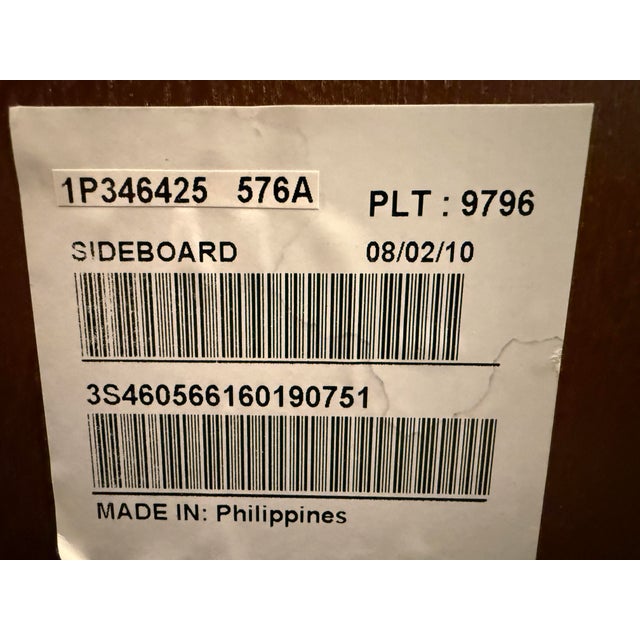 1P346425 576A PLT : 9796
SIDEBOARD 08/02/10
3S460566160190751
MADE IN: Philippines